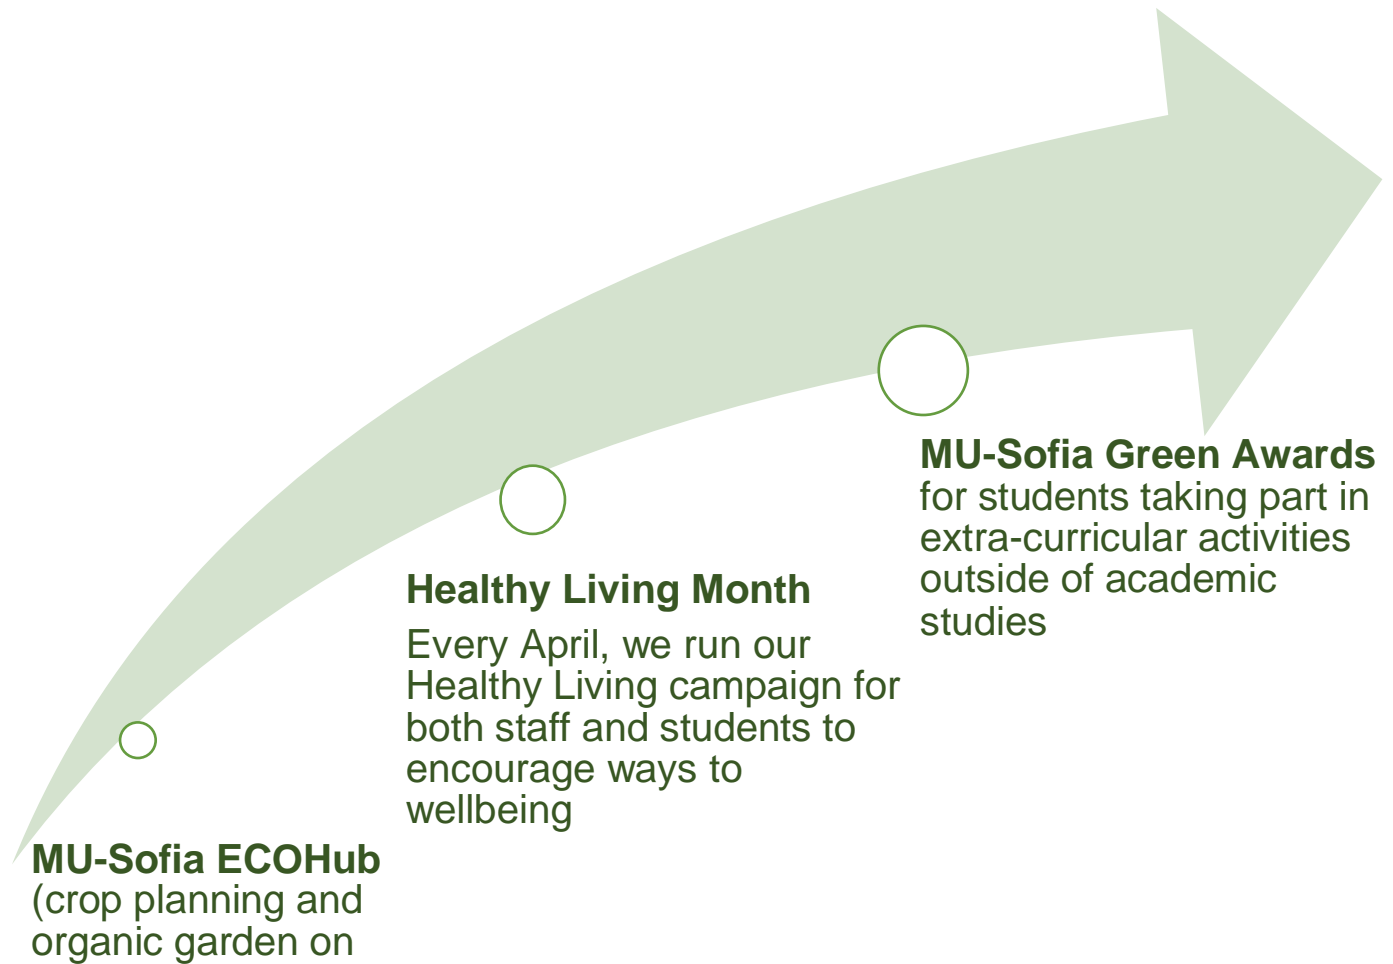 MU-Sofia ECOHub
(crop planning and
organic garden on
Healthy Living Month
Every April, we run our
Healthy Living campaign for
both staff and students to
encourage ways to
wellbeing
MU-Sofia Green Awards
for students taking part in
extra-curricular activities
outside of academic
studies